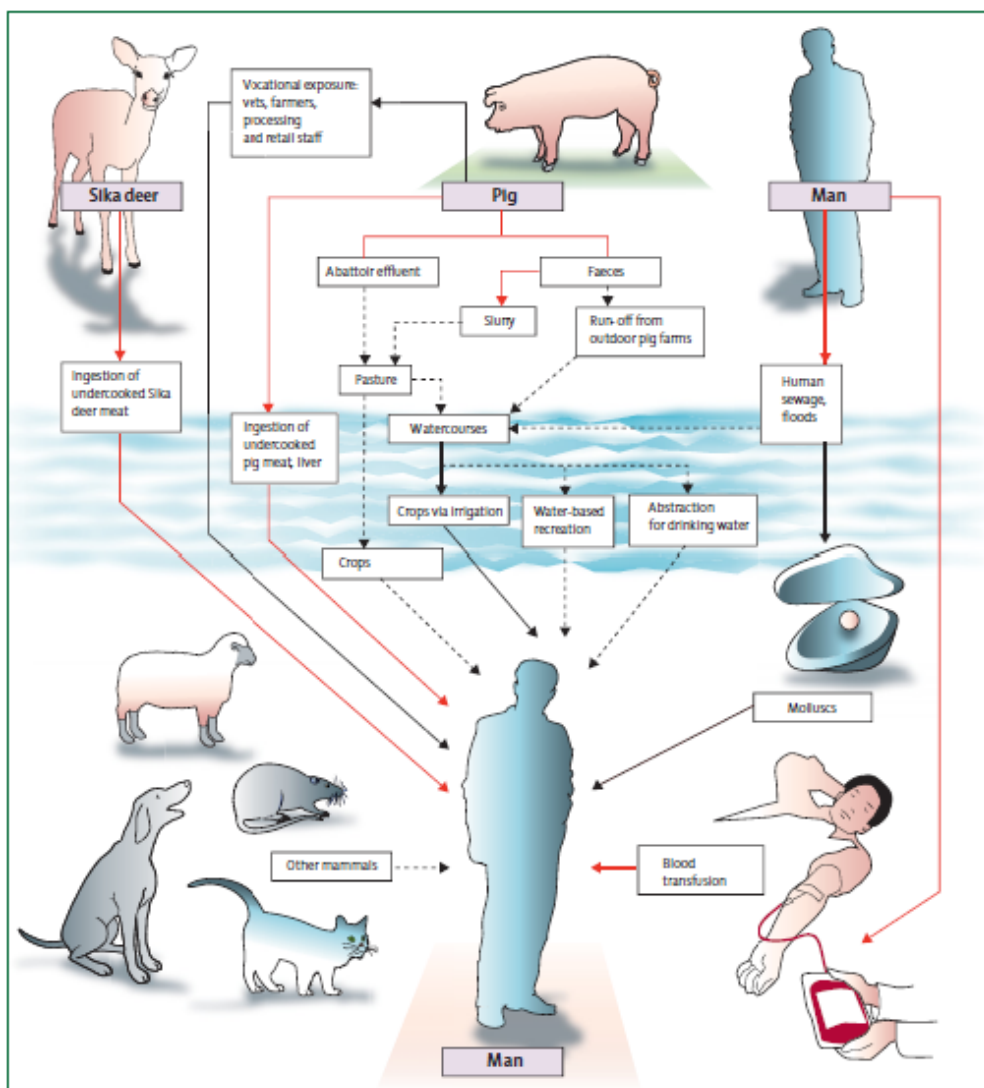 Vocational exposure:
vets, farmers,
processing
and retail staff
Sika deer
Pig
Man
Abattoir effluent
Faeces
Slurry
Run-off from
outdoor pig farms
Ingestion of
undercooked Sika
deer meat
Pasture
Human
sewage,
floods
Ingestion of
undercooked
pig meat, liver
Watercourses
Crops via irrigation
Water-based
recreation
Abstraction
for drinking water
Crops
Molluscs
Other mammals
Blood
transfusion
Man